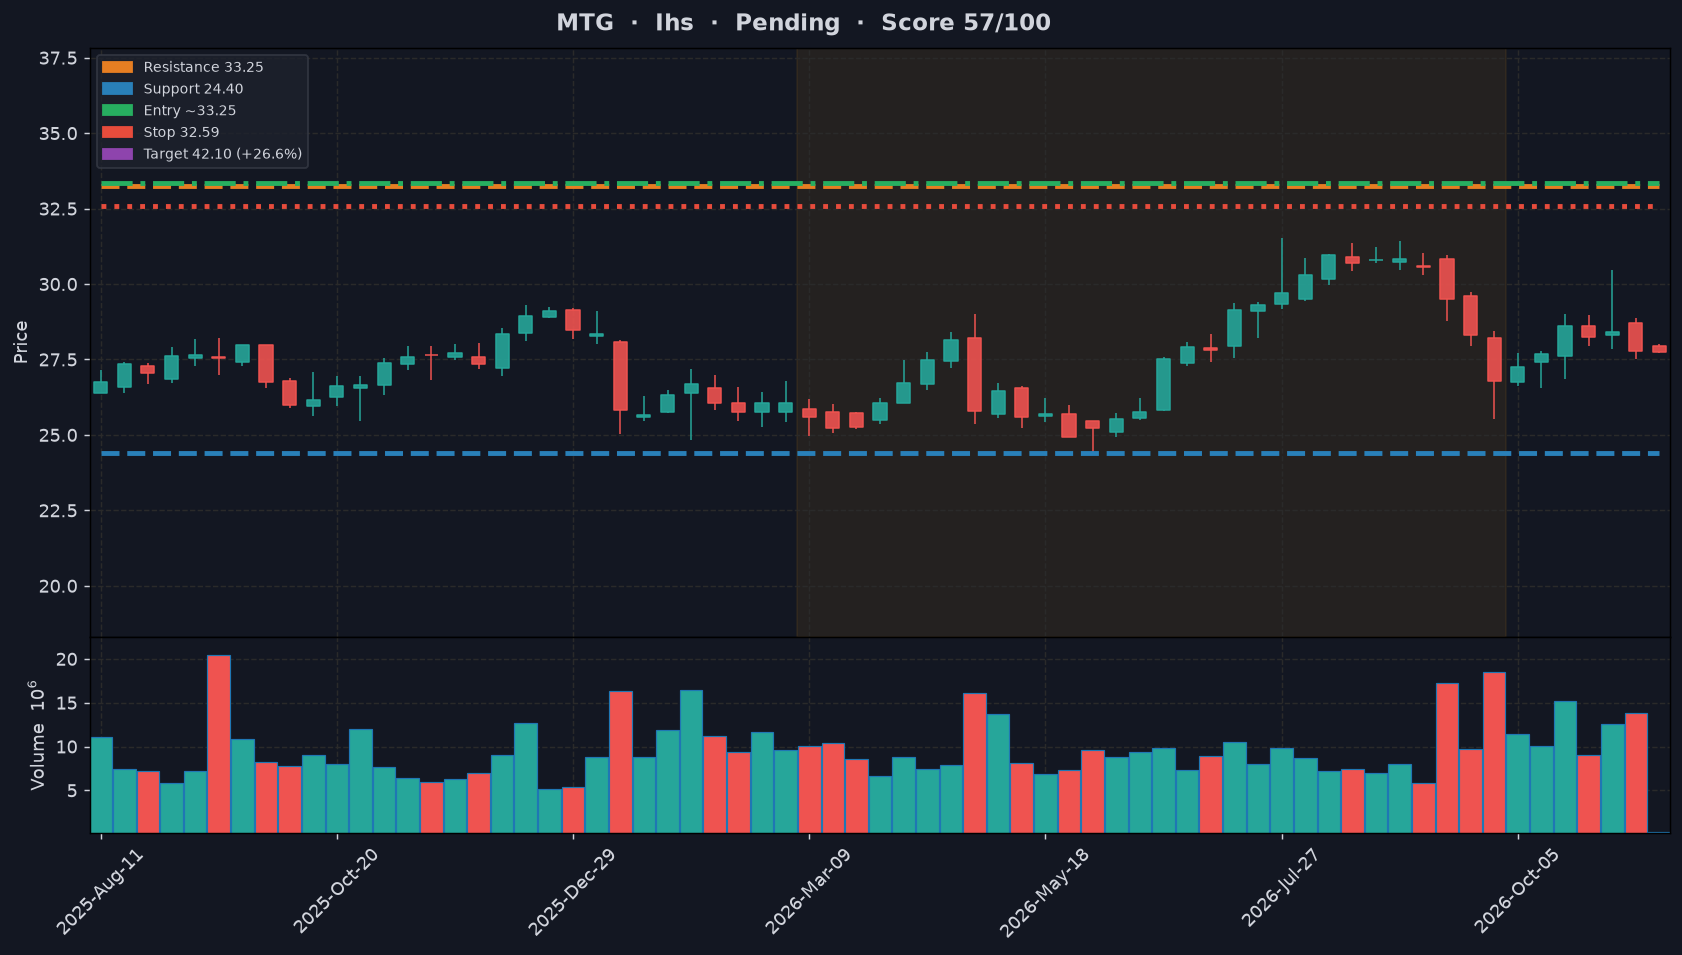 MTG · Ihs · Pending · Score 57/100
Resistance 33.25
Support 24.40
Entry ~33.25
Stop 32.59
Target 42.10 (+26.6%)
Price
37.5
35.0
32.5
30.0
27.5
25.0
22.5
20.0
Volume 10⁶
20
15
10
5
2025-Aug-11
2025-Oct-20
2025-Dec-29
2026-Mar-09
2026-May-18
2026-Jul-27
2026-Oct-05